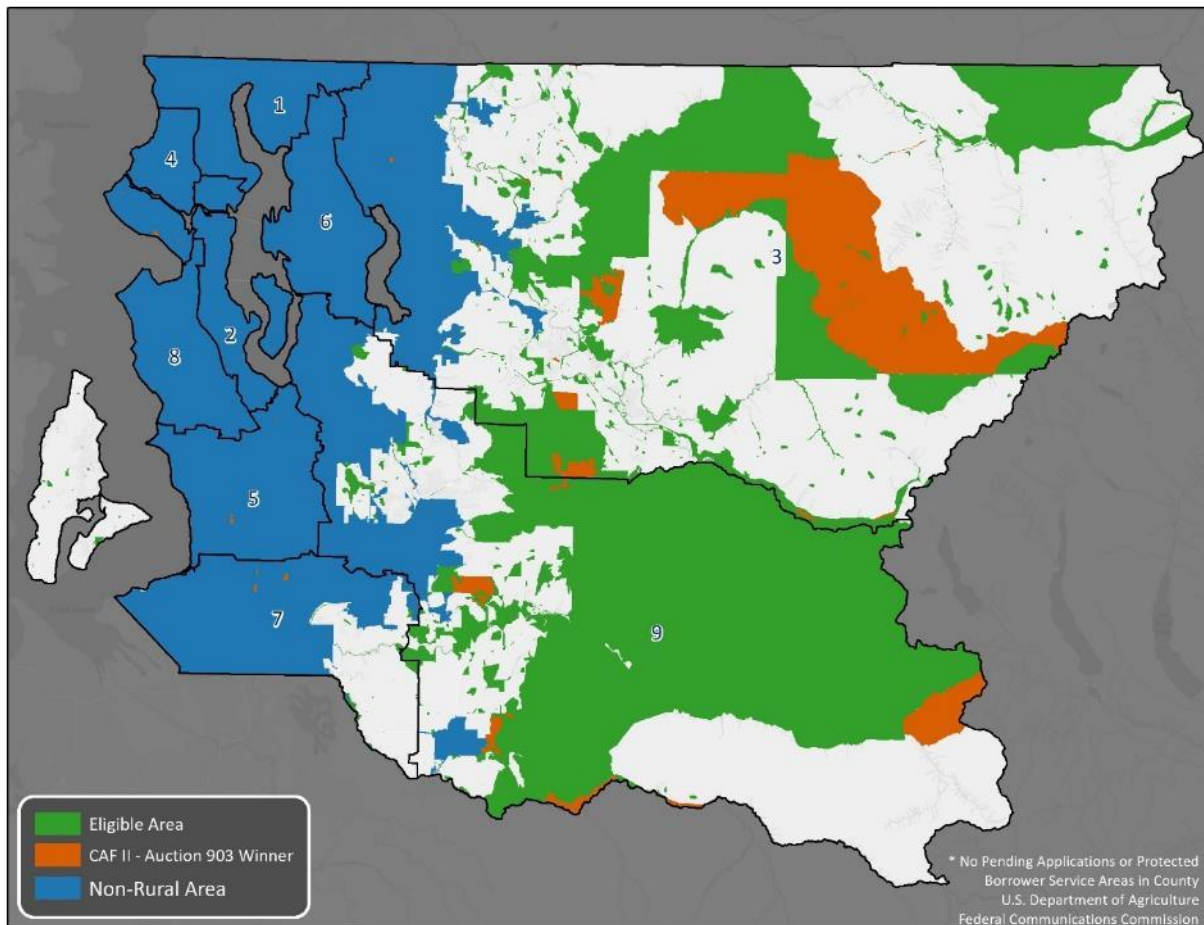 1
4
6
3
2
8
5
7
9
Eligible Area
CAF II - Auction 903 Winner
Non-Rural Area
* No Pending Applications or Protected
Borrower Service Areas in County
U.S. Department of Agriculture
Federal Communications Commission